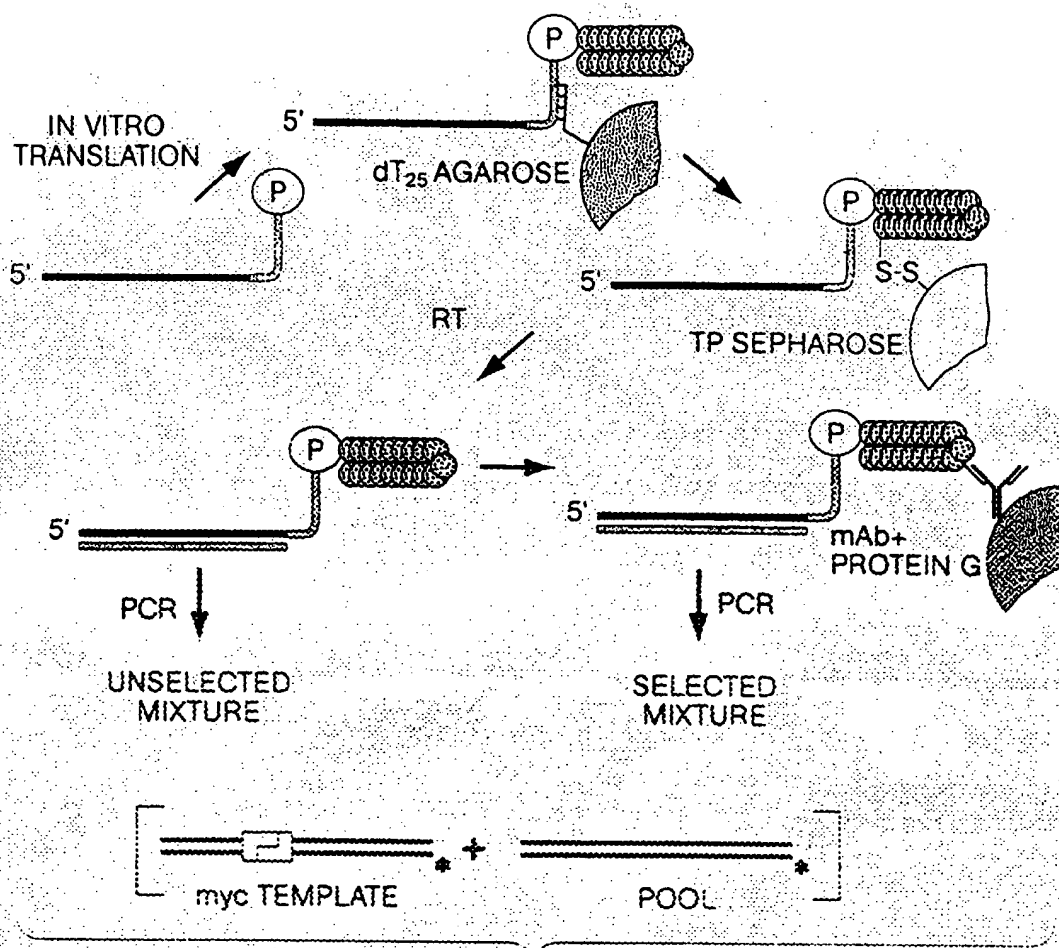 P
5'
IN VITRO
TRANSLATION
dT25 AGAROSE
P
5'
P
5'
S-S
TP SEPHAROSE
RT
P
5'
P
5'
mAb+
PROTEIN G
PCR
PCR
UNSELECTED
MIXTURE
SELECTED
MIXTURE
* + *
myc TEMPLATE
POOL